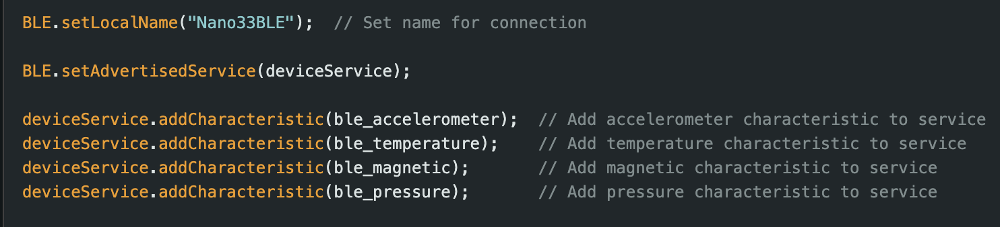 BLE.setLocalName("Nano33BLE");  // Set name for connection
BLE.setAdvertisedService(deviceService);
deviceService.addCharacteristic(ble_accelerometer);  // Add accelerometer characteristic to service
deviceService.addCharacteristic(ble_temperature);    // Add temperature characteristic to service
deviceService.addCharacteristic(ble_magnetic);       // Add magnetic characteristic to service
deviceService.addCharacteristic(ble_pressure);       // Add pressure characteristic to service